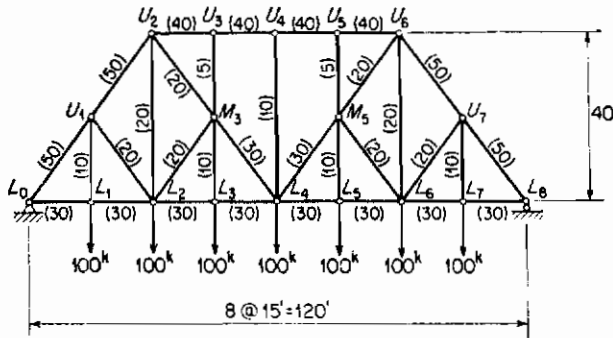 U2 (40) U3 (40) U4 (40) U5 (40) U6
(50) (20) (5) (5) (20) (50)
U1 (20) M3 (10) M5 (20) U7 40
(50) (10) (20) (20) (10) (30) (30) (10) (20) (20) (10) (50)
L0 L1 L2 L3 L4 L5 L6 L7 L8
(30) (30) (30) (30) (30) (30) (30) (30)
100k 100k 100k 100k 100k 100k 100k
8 @ 15'=120'